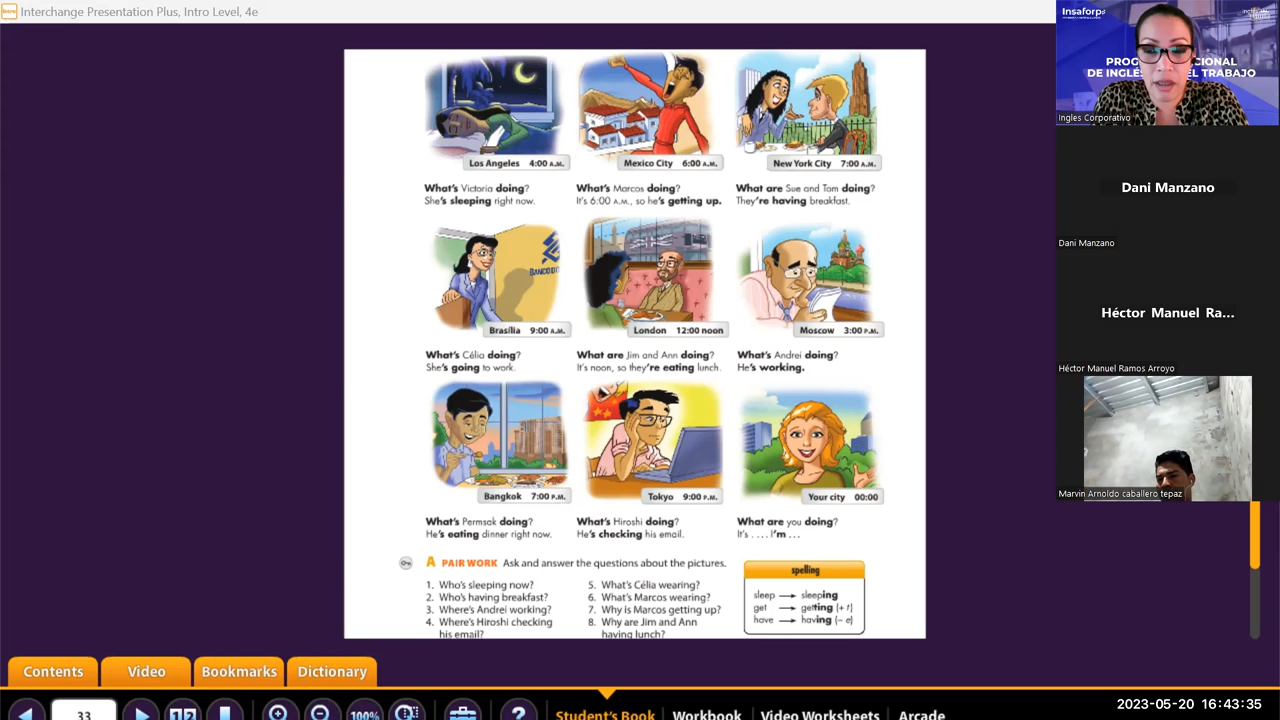 Interchange Presentation Plus, Intro Level, 4e
Los Angeles 4:00 A.M.
Mexico City 6:00 A.M.
New York City 7:00 A.M.
What's Victoria doing?
She's sleeping right now.
What's Marcos doing?
It's 6:00 A.M., so he's getting up.
What are Sue and Tom doing?
They're having breakfast.
BANCO DO
Brasília 9:00 A.M.
London 12:00 noon
Moscow 3:00 P.M.
What's Célia doing?
She's going to work.
What are Jim and Ann doing?
It's noon, so they're eating lunch.
What's Andrei doing?
He's working.
Bangkok 7:00 P.M.
Tokyo 9:00 P.M.
Your city 00:00
What's Permsak doing?
He's eating dinner right now.
What's Hiroshi doing?
He's checking his email.
What are you doing?
It's . . . . I'm . . .
A PAIR WORK Ask and answer the questions about the pictures.
1. Who's sleeping now?
2. Who's having breakfast?
3. Where's Andrei working?
4. Where's Hiroshi checking
his email?
5. What's Célia wearing?
6. What's Marcos wearing?
7. Why is Marcos getting up?
8. Why are Jim and Ann
having lunch?
spelling
sleep → sleeping
get → getting (+ t)
have → having (– e)
Contents
Video
Bookmarks
Dictionary
33
100%
?
Student's Book
Workbook
Video Worksheets
Arcade
Insaforp
DE INGL
EL TRABAJO
Ingles Corporativo
Dani Manzano
Dani Manzano
Héctor Manuel Ra...
Héctor Manuel Ramos Arroyo
Marvin Arnoldo caballero tepaz
2023-05-20 16:43:35